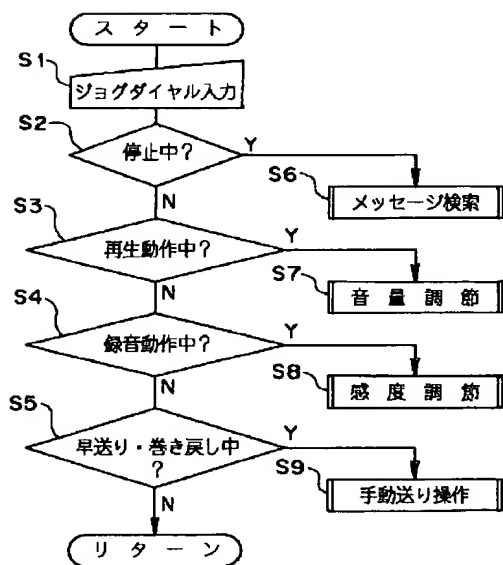 スタート
S1
ジョグダイヤル入力
S2
停止中?
Y
N
S6
メッセージ検索
S3
再生動作中?
Y
N
S7
音量調節
S4
録音動作中?
Y
N
S8
感度調節
S5
早送り・巻き戻し中
?
Y
N
S9
手動送り操作
リターン